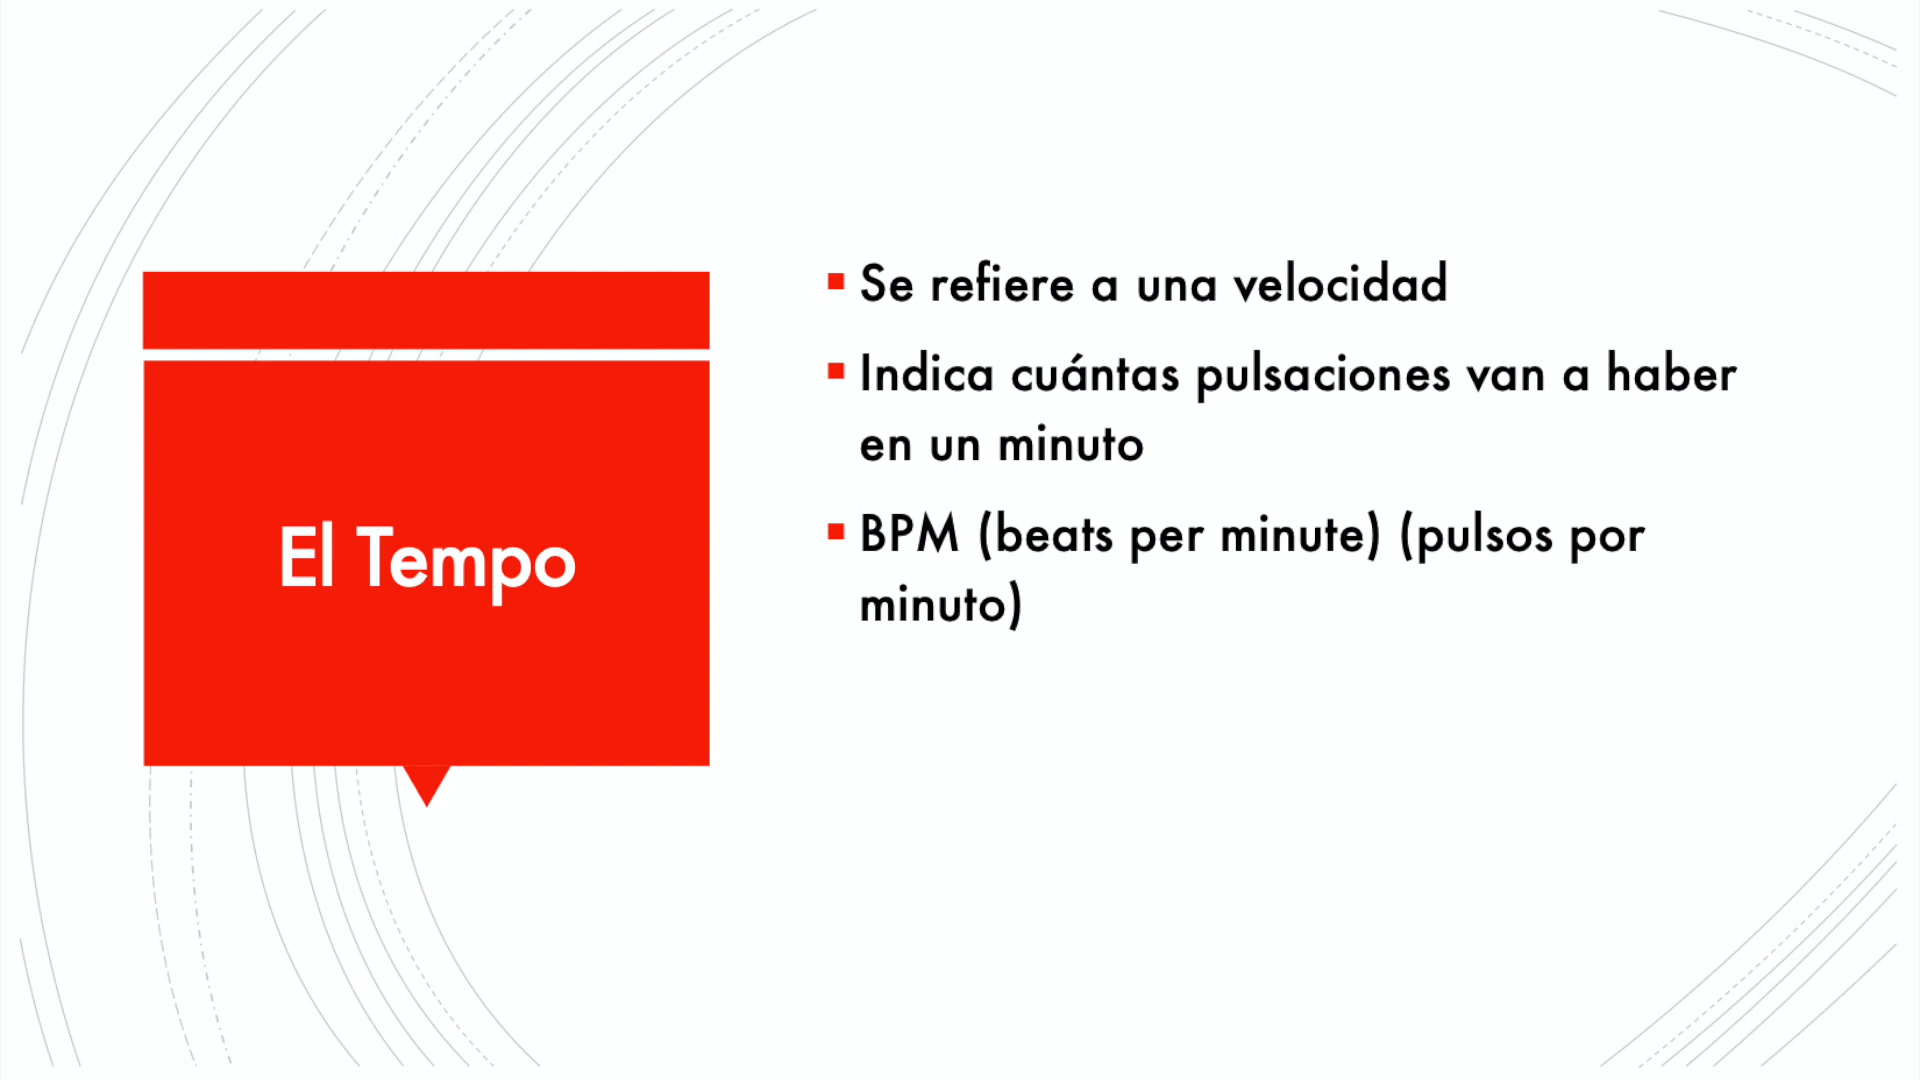 El Tempo
Se refiere a una velocidad
Indica cuántas pulsaciones van a haber
en un minuto
BPM (beats per minute) (pulsos por
minuto)